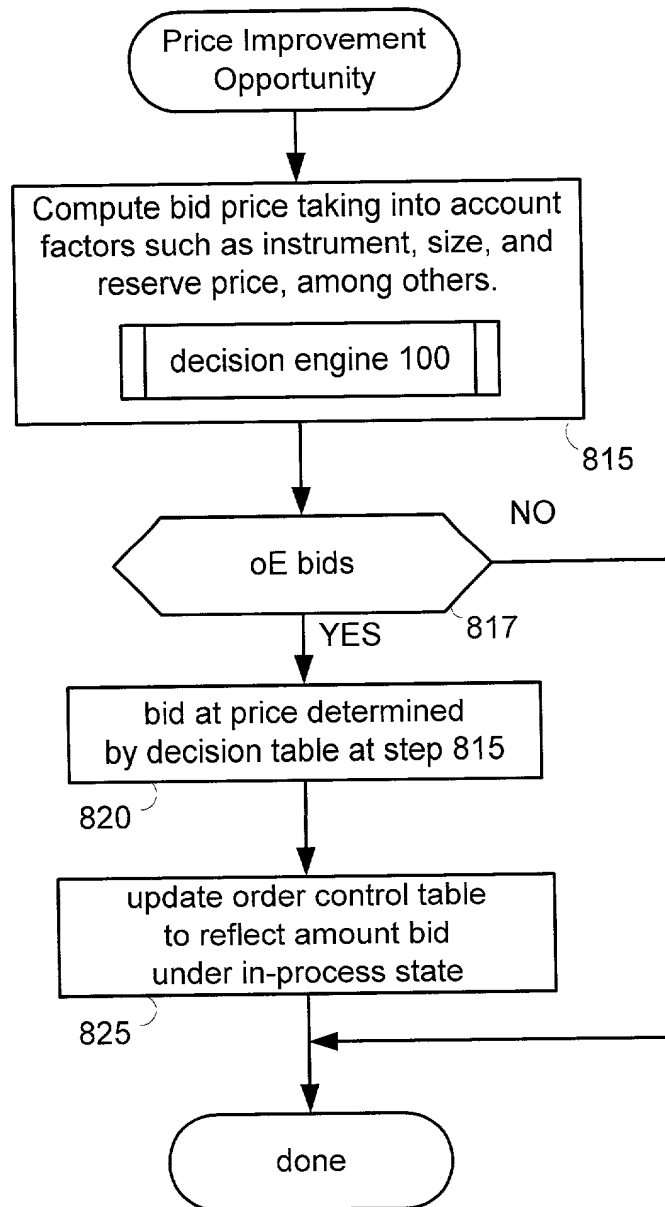 Price Improvement
Opportunity
Compute bid price taking into account
factors such as instrument, size, and
reserve price, among others.
decision engine 100
815
NO
oE bids
817
YES
bid at price determined
by decision table at step 815
820
update order control table
to reflect amount bid
under in-process state
825
done